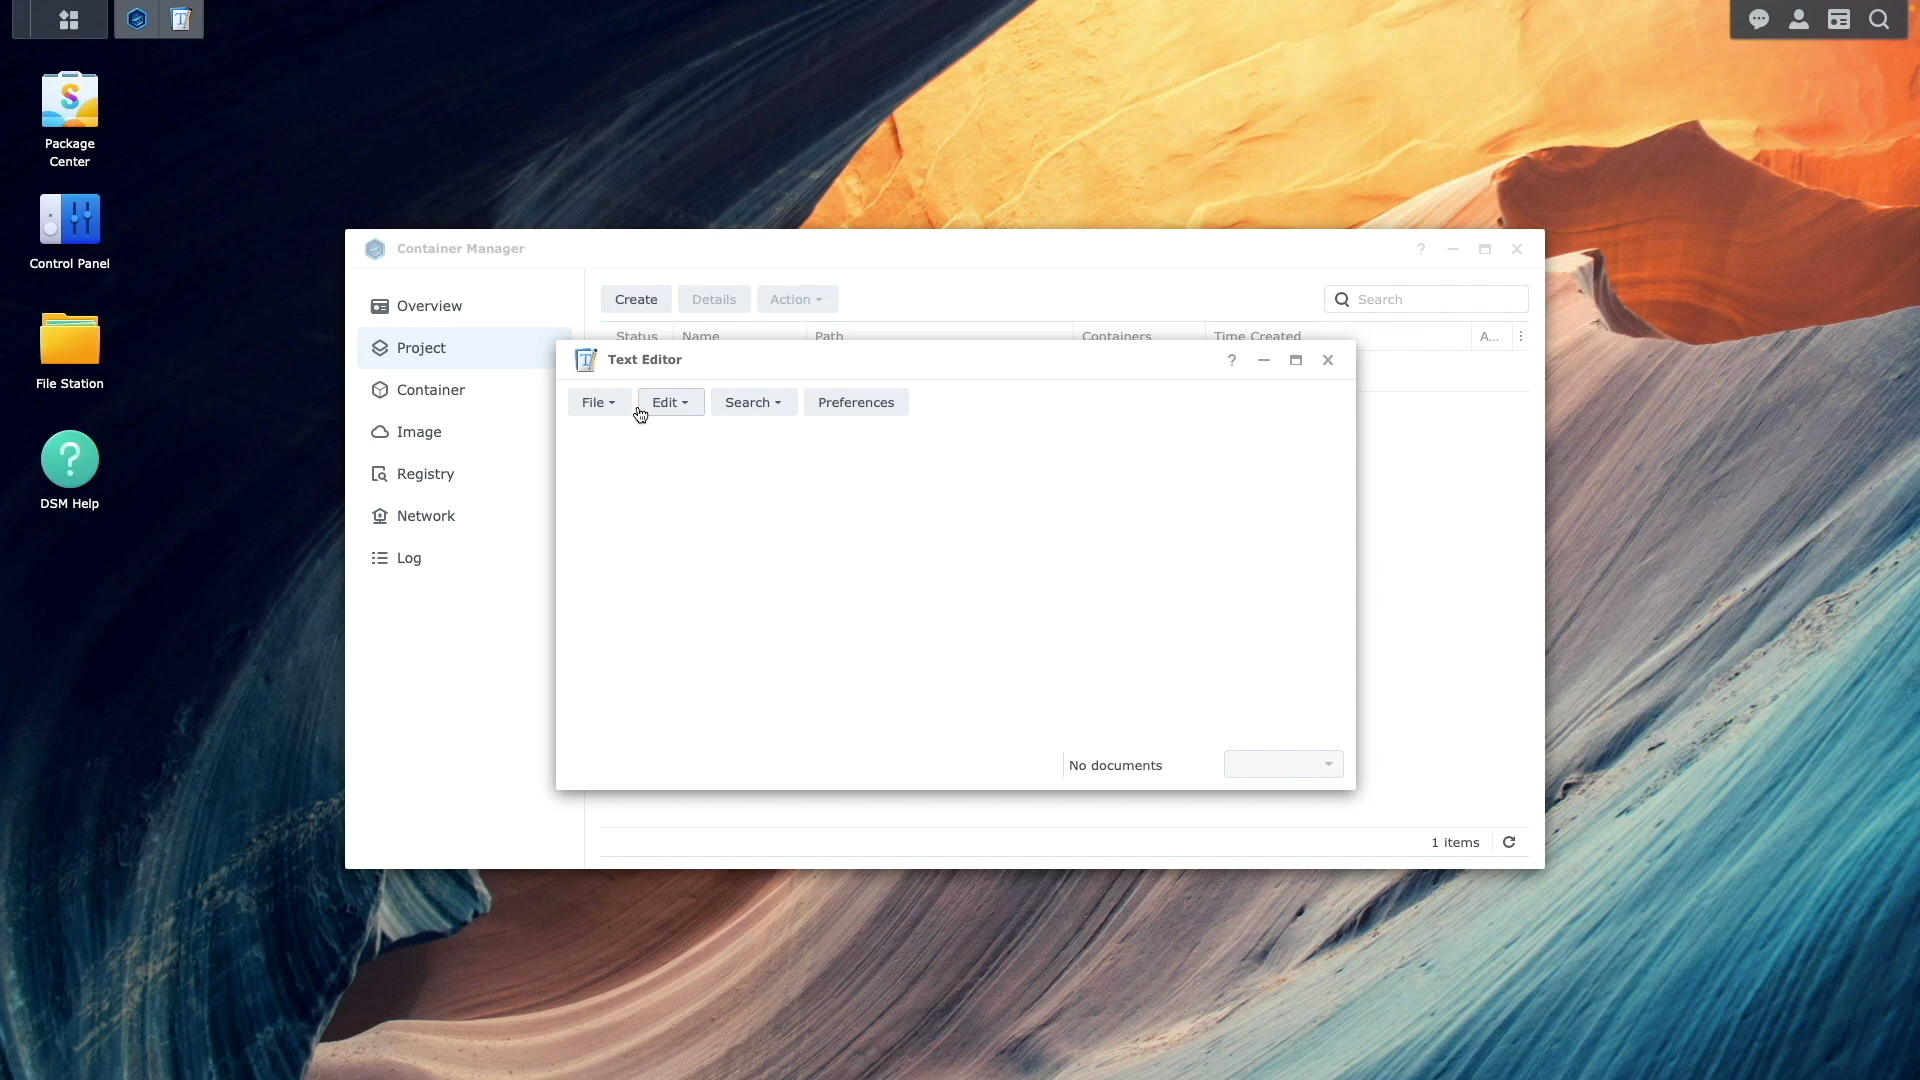 Package
Center
Control Panel
File Station
DSM Help
Container Manager
Overview
Project
Container
Image
Registry
Network
Log
Create
Details
Action
Search
Status
Name
Path
Containers
Time Created
A...
Text Editor
File
Edit
Search
Preferences
No documents
1 items